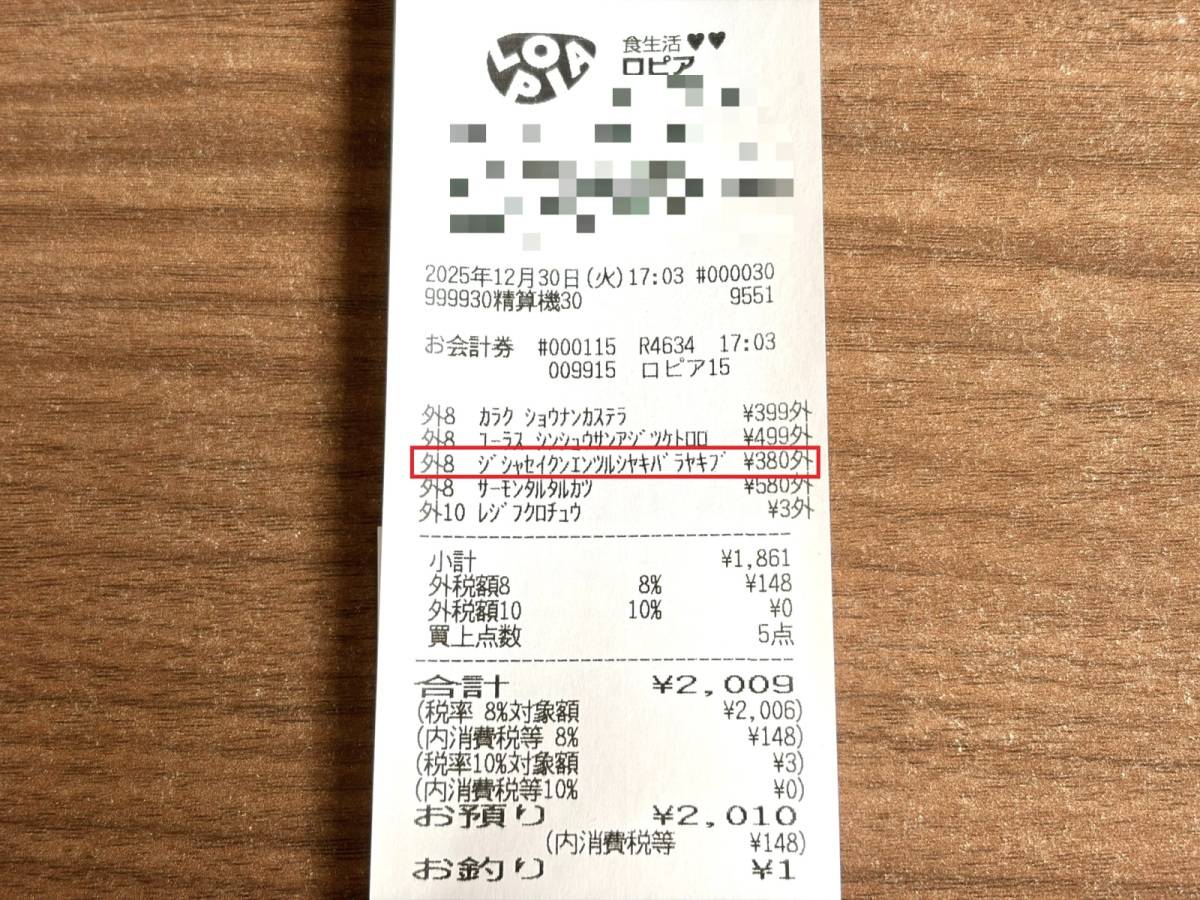 LOPIA
食生活♥♥
ロピア
2025年12月30日(火)17:03 #000030
999930精算機30 9551
お会計券 #000115 R4634 17:03
009915 ロピア15
外8 カラク ショウナンカステラ ¥399外
外8 コーラス シンシュウサンアジツケトロロ ¥499外
外8 ジシャセイクンエンツルシヤキバラヤキブ ¥380外
外8 サーモンタルタルカツ ¥580外
外10 レジフクロチュウ ¥3外
小計 ¥1,861
外税額8 8% ¥148
外税額10 10% ¥0
買上点数 5点
合計 ¥2,009
(税率 8%対象額 ¥2,006)
(内消費税等 8% ¥148)
(税率10%対象額 ¥3)
(内消費税等10% ¥0)
お預り ¥2,010
(内消費税等 ¥148)
お釣り ¥1